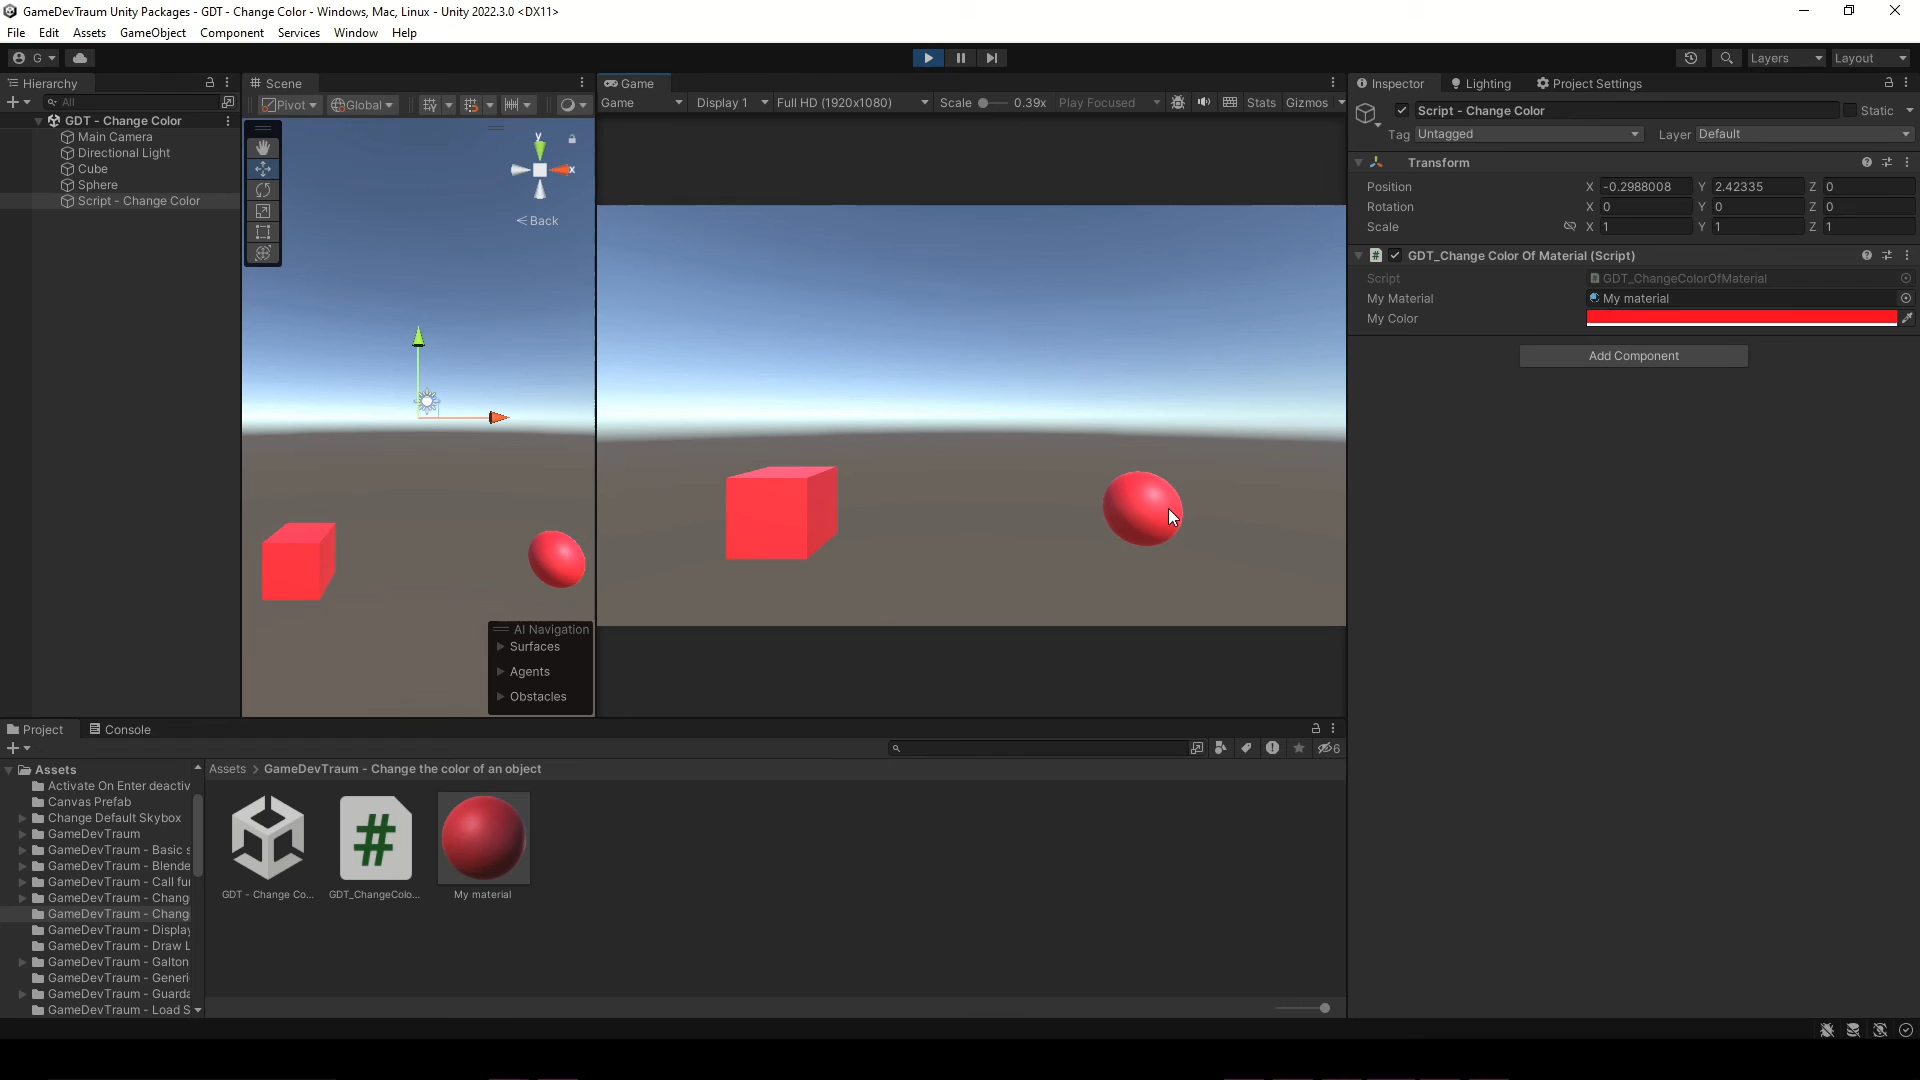 GameDevTraum Unity Packages - GDT - Change Color - Windows, Mac, Linux - Unity 2022.3.0 <DX11>
File Edit Assets GameObject Component Services Window Help
G
Layers Layout
Hierarchy
All
GDT - Change Color
Main Camera
Directional Light
Cube
Sphere
Script - Change Color
Scene
Pivot Global
y
x
Back
AI Navigation
Surfaces
Agents
Obstacles
Game
Game Display 1 Full HD (1920x1080) Scale 0.39x Play Focused Stats Gizmos
Inspector Lighting Project Settings
Script - Change Color Static
Tag Untagged Layer Default
Transform
Position X -0.2988008 Y 2.42335 Z 0
Rotation X 0 Y 0 Z 0
Scale X 1 Y 1 Z 1
GDT_Change Color Of Material (Script)
Script GDT_ChangeColorOfMaterial
My Material My material
My Color
Add Component
Project Console
6
Assets
Activate On Enter deactiv
Canvas Prefab
Change Default Skybox
GameDevTraum
GameDevTraum - Basic s
GameDevTraum - Blende
GameDevTraum - Call fu
GameDevTraum - Chang
GameDevTraum - Chang
GameDevTraum - Display
GameDevTraum - Draw L
GameDevTraum - Galton
GameDevTraum - Generi
GameDevTraum - Guarda
GameDevTraum - Load S
Assets > GameDevTraum - Change the color of an object
GDT - Change Co...
GDT_ChangeColo...
My material